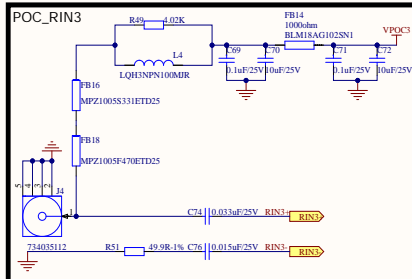 POC_RIN3
R49 4.02K
FB14
1000ohm
BLM18AG102SN1
VPOC3
L4
LQH3NPN100MJR
C69
C70
C71
C72
0.1uF/25V
10uF/25V
0.1uF/25V
10uF/25V
FB16
MPZ1005S331ETD25
FB18
MPZ1005F470ETD25
5
4
3
2
J4
1
C74 0.033uF/25V RIN3+ RIN3+
734035112
R51 49.9R-1% C76 0.015uF/25V RIN3- RIN3-